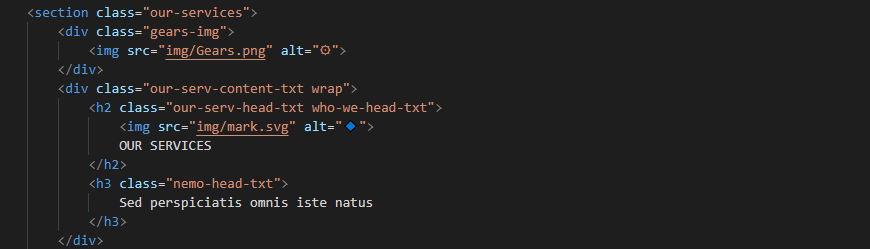 <section class="our-services">
<div class="gears-img">
<img src="img/Gears.png" alt="⚙">
</div>
<div class="our-serv-content-txt wrap">
<h2 class="our-serv-head-txt who-we-head-txt">
<img src="img/mark.svg" alt="🔹">
OUR SERVICES
</h2>
<h3 class="nemo-head-txt">
Sed perspiciatis omnis iste natus
</h3>
</div>